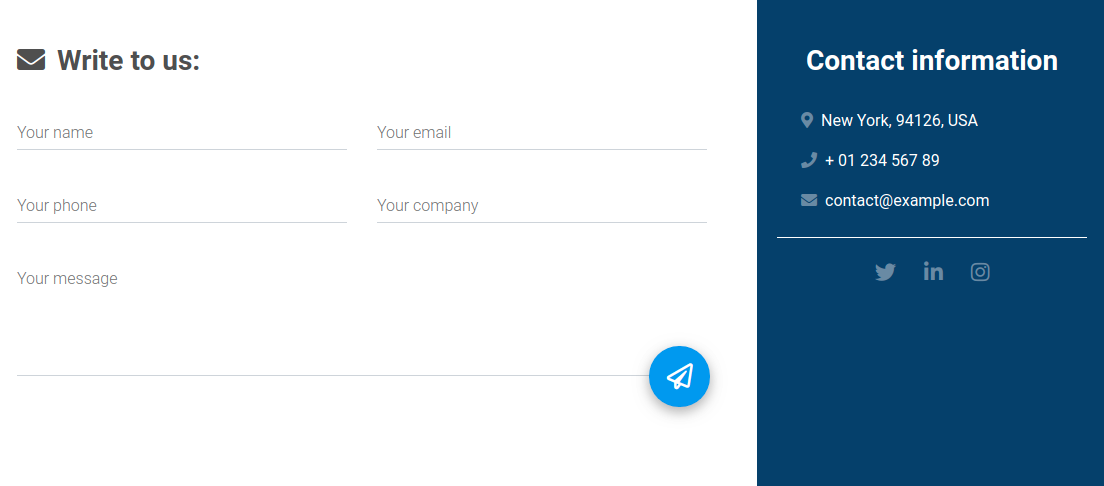 Write to us:
Your name
Your email
Your phone
Your company
Your message
Contact information
New York, 94126, USA
+ 01 234 567 89
contact@example.com